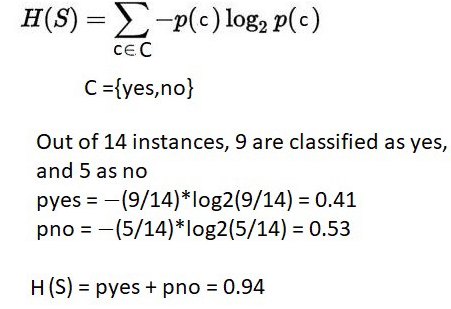 H(S) = ∑ −p(c) log₂ p(c)
c∈C
C ={yes,no}
Out of 14 instances, 9 are classified as yes,
and 5 as no
pyes = −(9/14)*log2(9/14) = 0.41
pno = −(5/14)*log2(5/14) = 0.53
H (S) = pyes + pno = 0.94